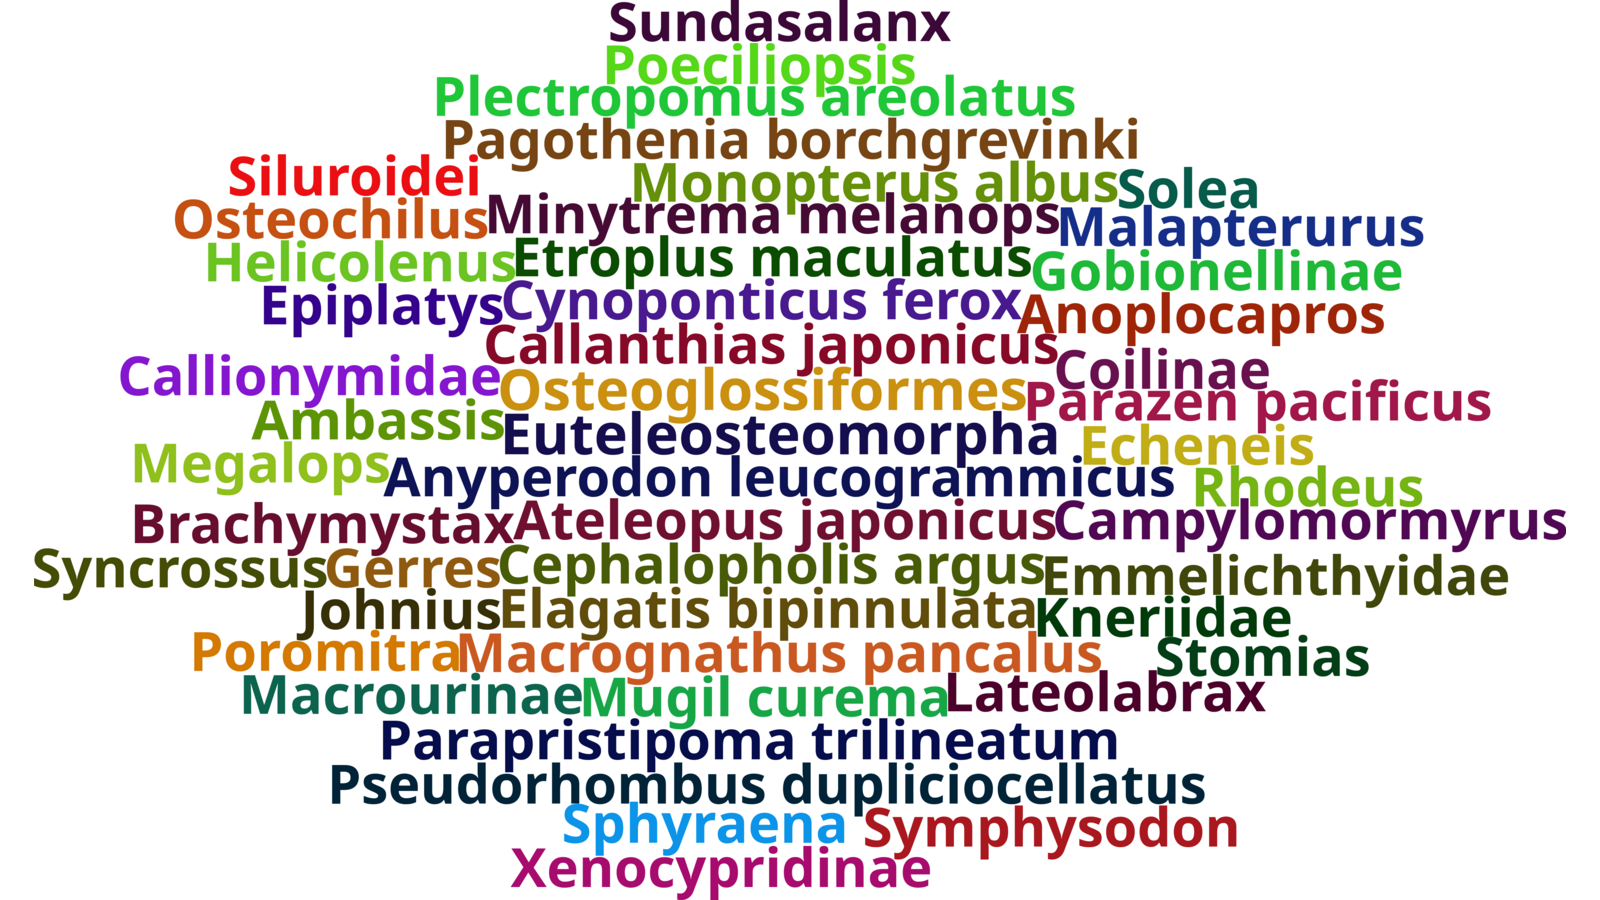 Sundasalanx
Poeciliopsis
Plectropomus areolatus
Pagothenia borchgrevinki
Siluroidei
Monopterus albus
Solea
Osteochilus
Minytrema melanops
Malapterurus
Helicolenus
Etroplus maculatus
Gobionellinae
Epiplatys
Cynoponticus ferox
Anoplocapros
Callanthias japonicus
Callionymidae
Coilinae
Osteoglossiformes
Parazen pacificus
Ambassis
Euteleosteomorpha
Echeneis
Megalops
Anyperodon leucogrammicus
Rhodeus
Brachymystax
Ateleopus japonicus
Campylomormyrus
Syncrossus
Gerres
Cephalopholis argus
Emmelichthyidae
Johnius
Elagatis bipinnulata
Kneriidae
Poromitra
Macrognathus pancalus
Stomias
Macrourinae
Mugil curema
Lateolabrax
Parapristipoma trilineatum
Pseudorhombus dupliciocellatus
Sphyraena
Symphysodon
Xenocypridinae